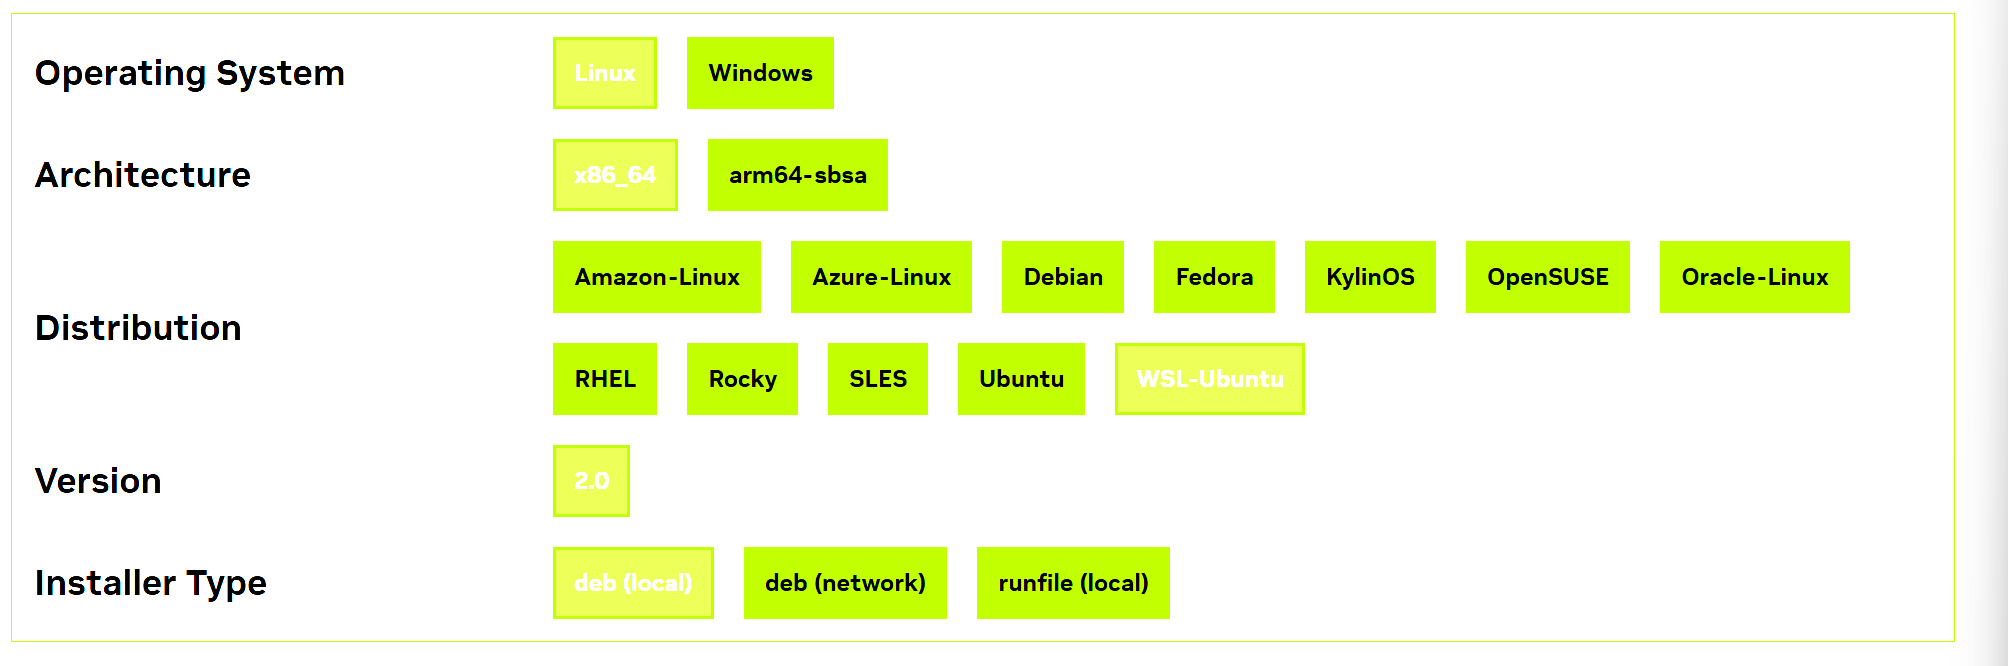 Operating System Linux Windows
Architecture x86_64 arm64-sbsa
Distribution Amazon-Linux Azure-Linux Debian Fedora KylinOS OpenSUSE Oracle-Linux
RHEL Rocky SLES Ubuntu WSL-Ubuntu
Version 2.0
Installer Type deb (local) deb (network) runfile (local)